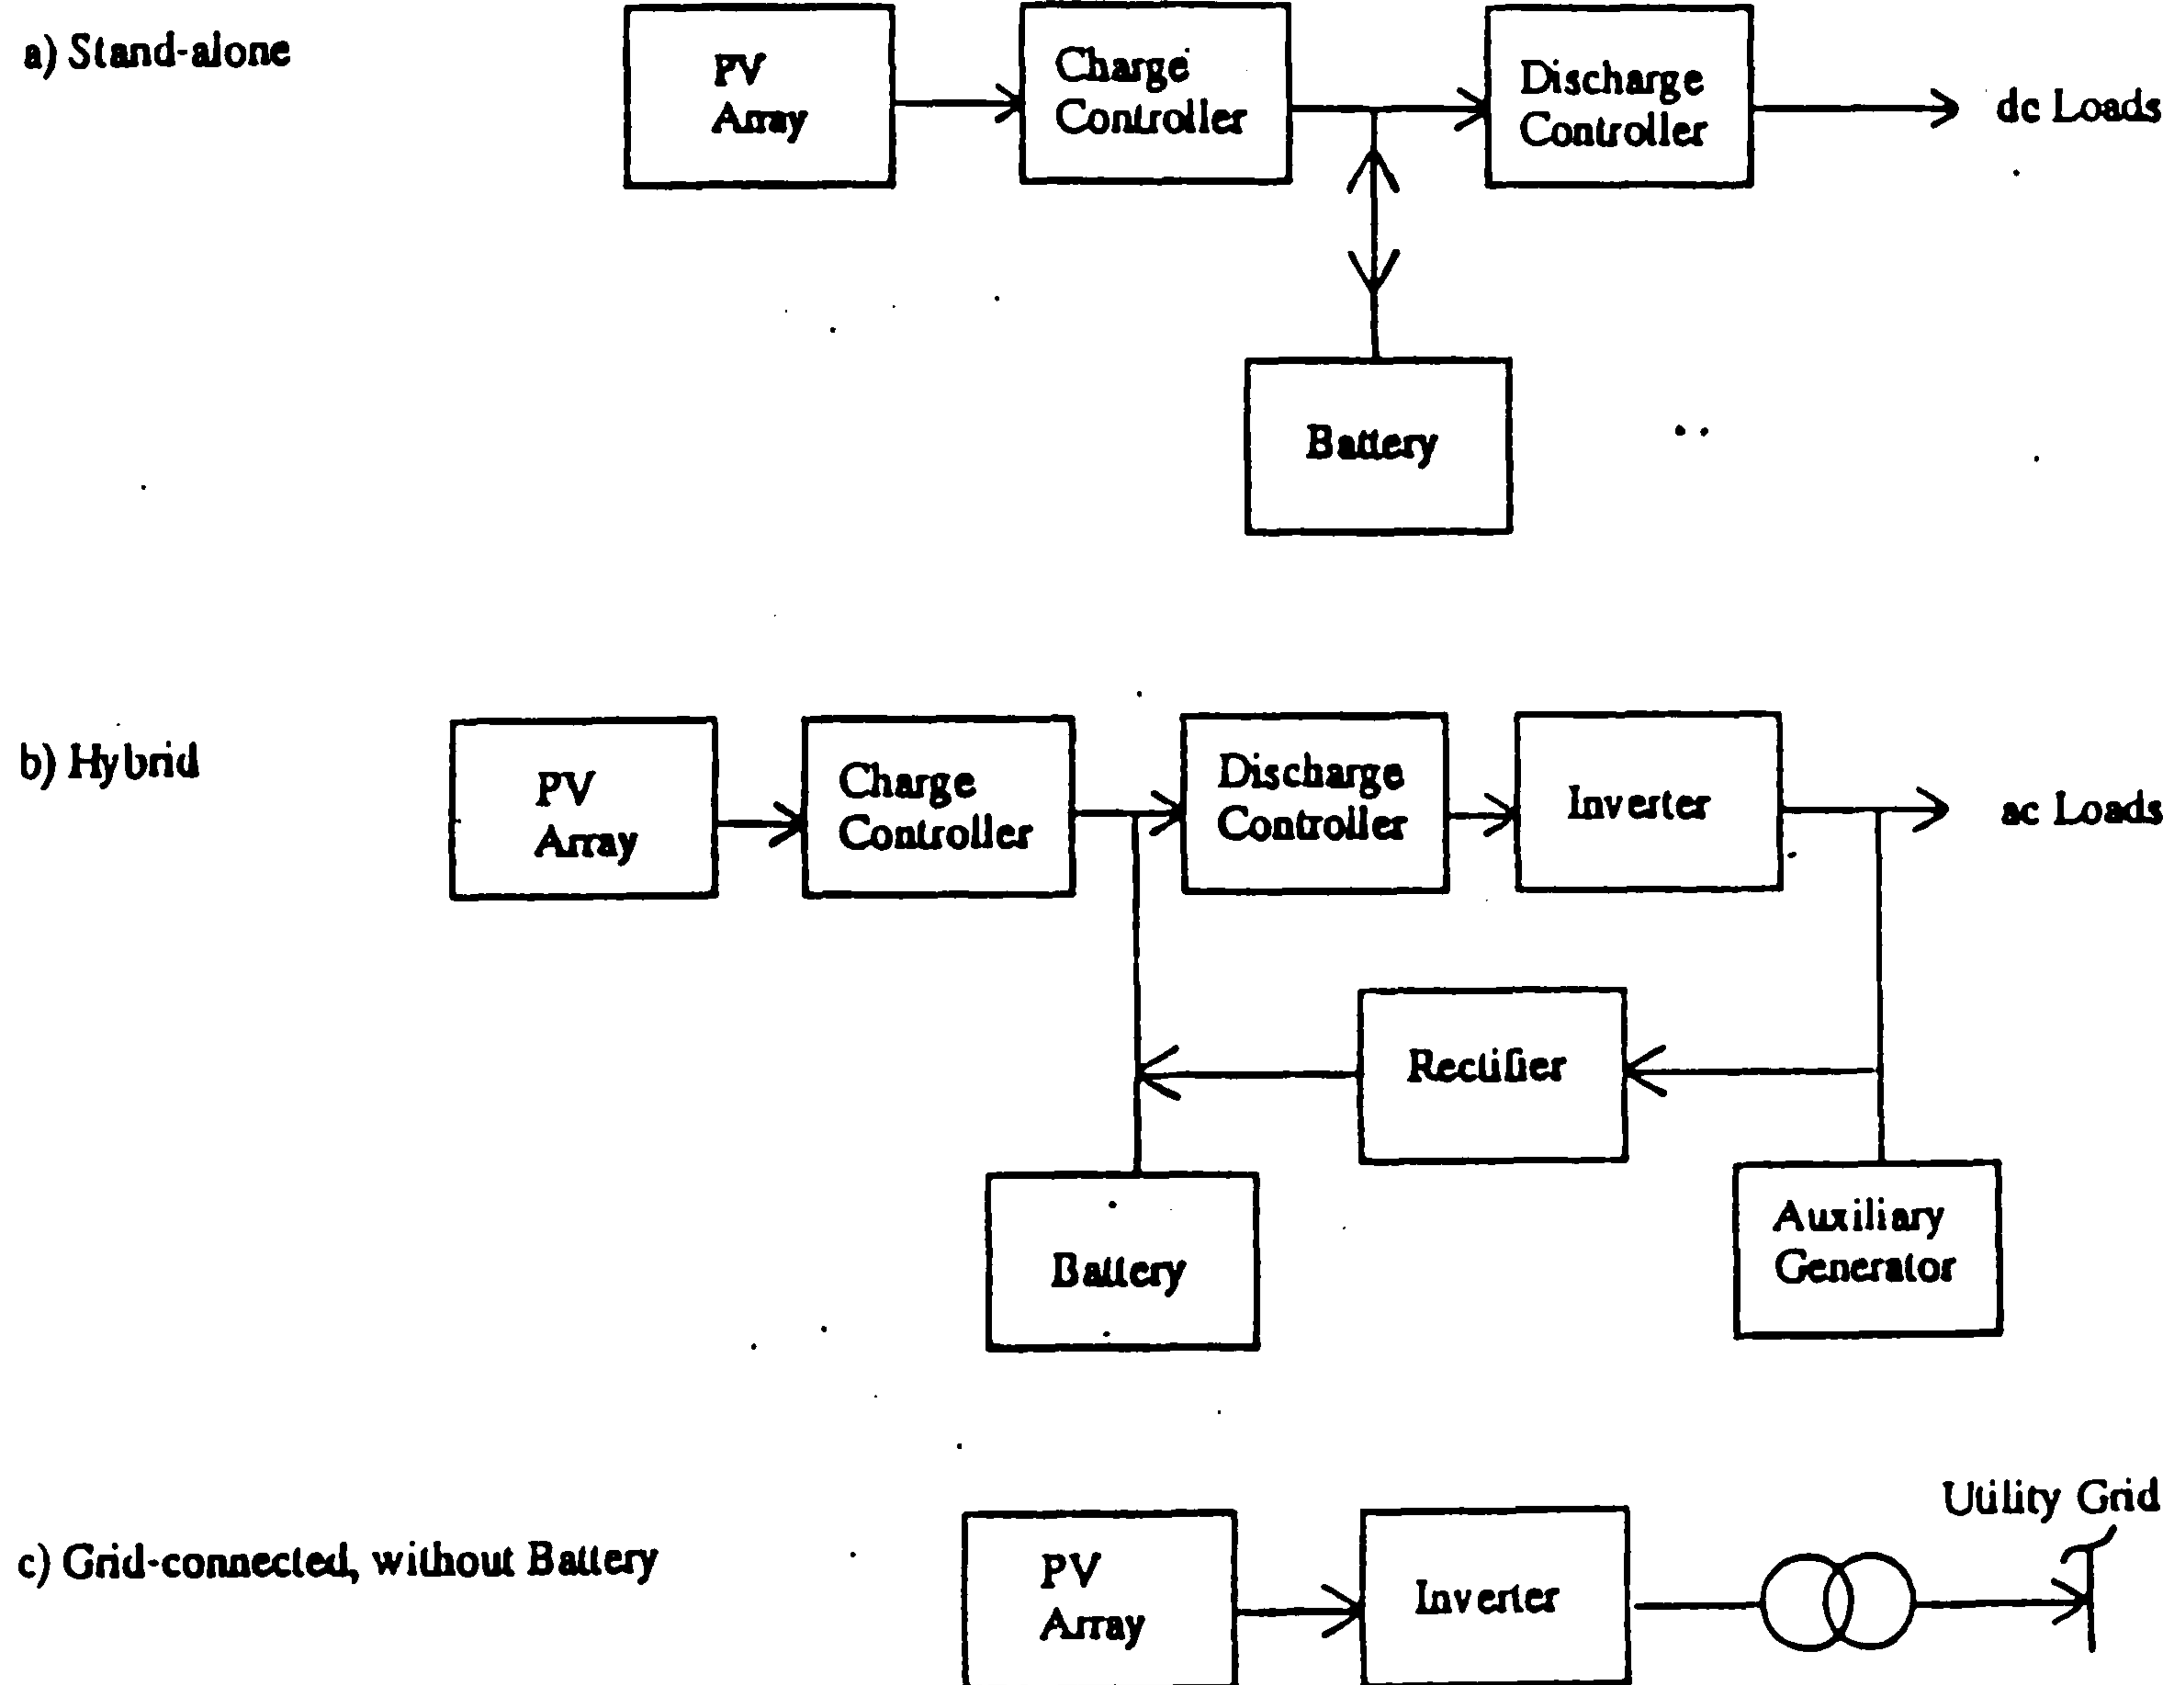 a) Stand-alone
PV
Array
Charge
Controller
Discharge
Controller
dc Loads
Battery
b) Hybrid
PV
Array
Charge
Controller
Discharge
Controller
Inverter
ac Loads
Rectifier
Battery
Auxiliary
Generator
c) Grid-connected, without Battery
PV
Array
Inverter
Utility Grid